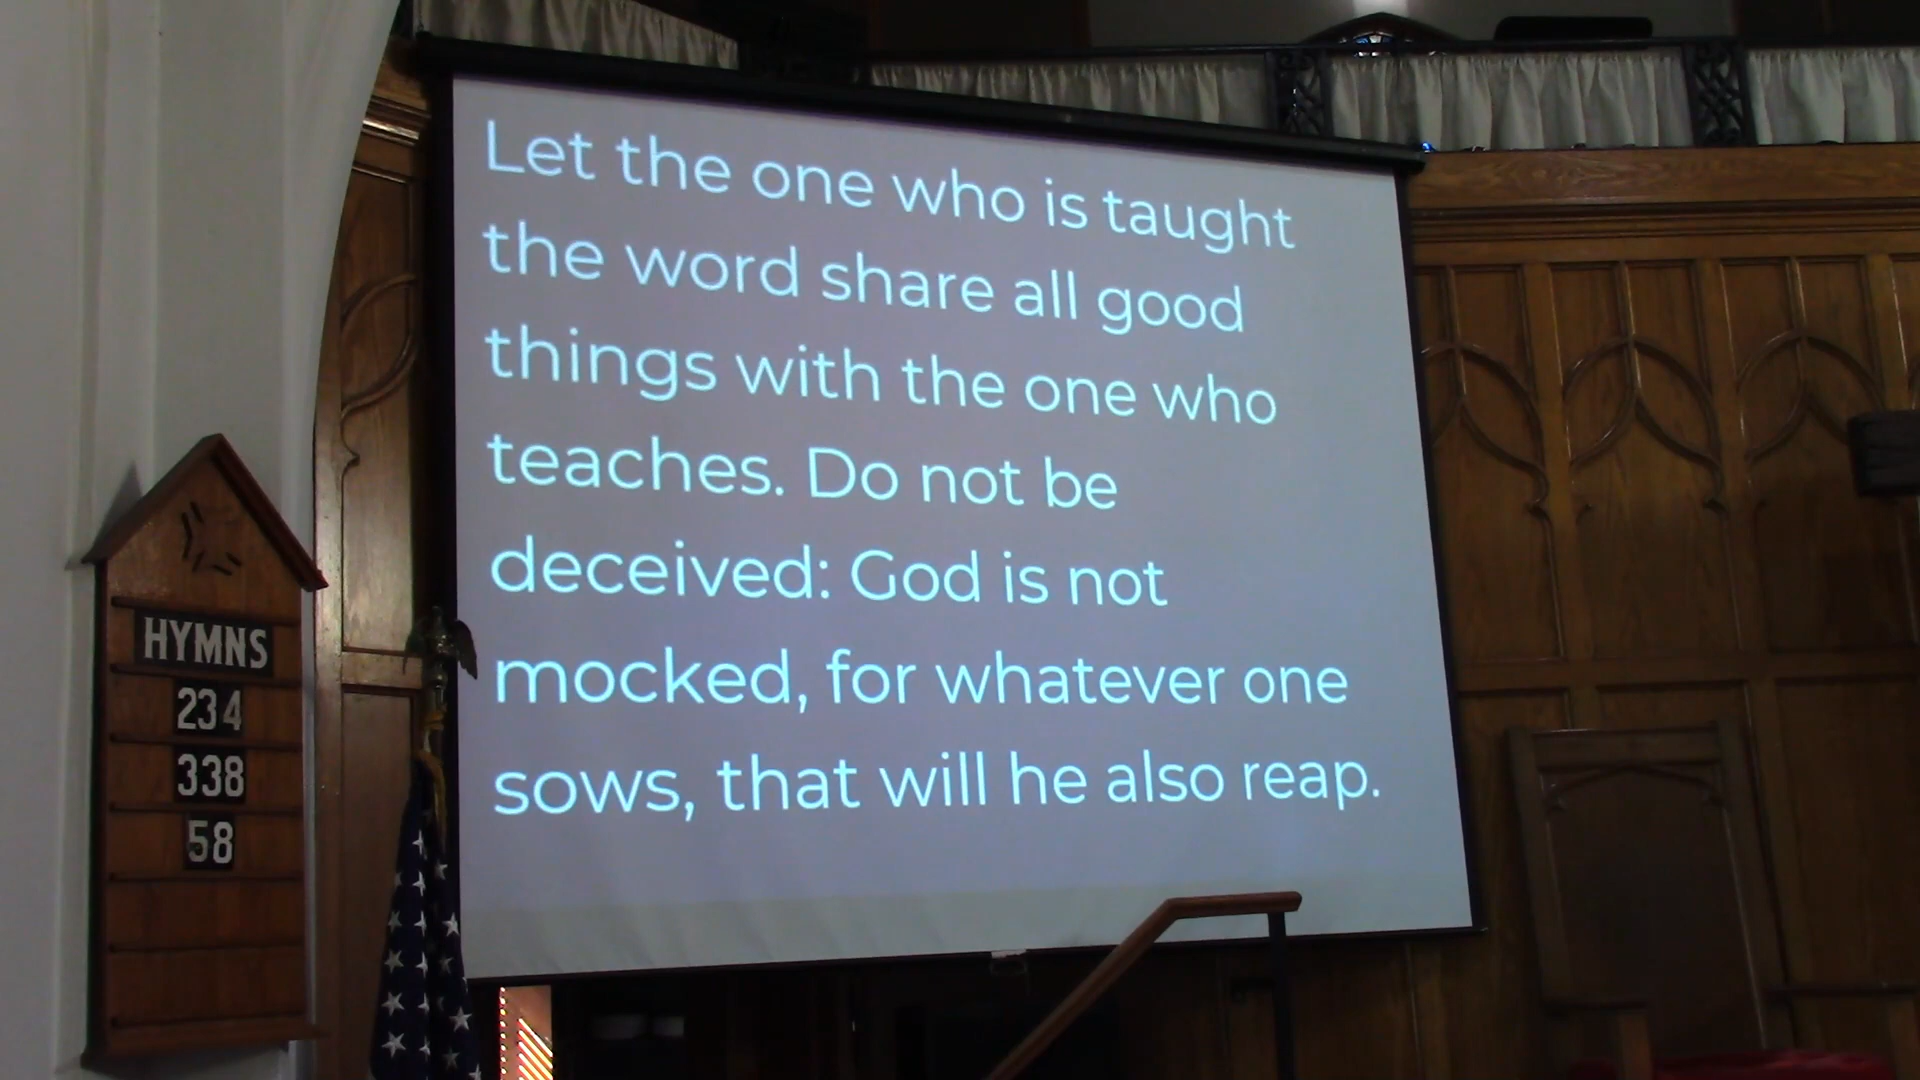 Let the one who is taught
the word share all good
things with the one who
teaches. Do not be
deceived: God is not
mocked, for whatever one
sows, that will he also reap.
HYMNS
234
338
58